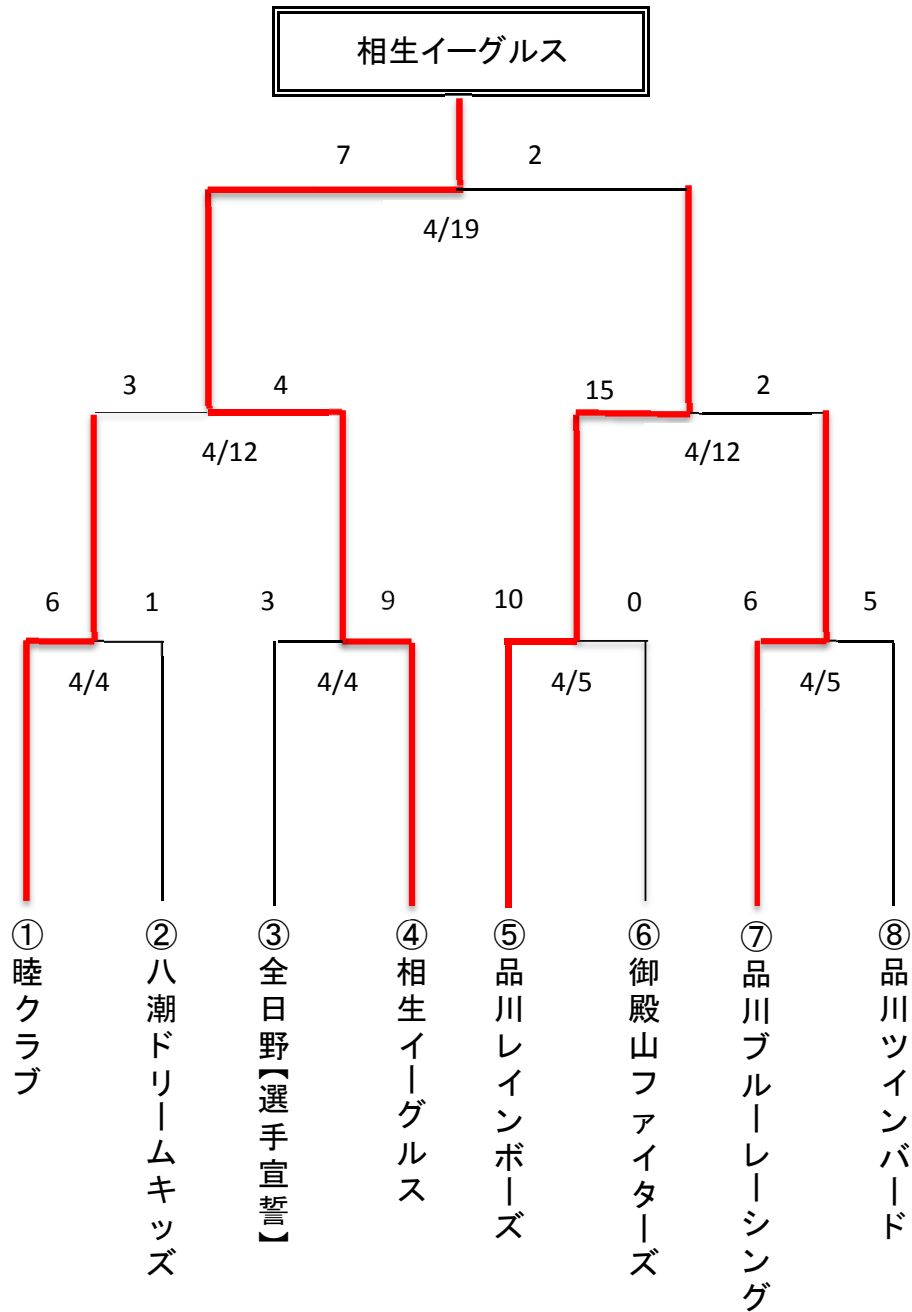 相生イーグルス
7
2
4/19
3
4
15
2
4/12
4/12
6
1
3
9
10
0
6
5
4/4
4/4
4/5
4/5
①睦クラブ
②八潮ドリームキッズ
③全日野【選手宣誓】
④相生イーグルス
⑤品川レインボーズ
⑥御殿山ファイターズ
⑦品川ブルーレーシング
⑧品川ツインバード